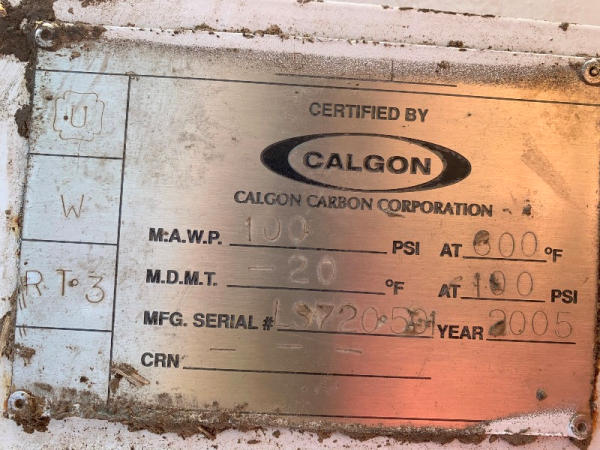 U
W
RT-3
CERTIFIED BY
CALGON
CALGON CARBON CORPORATION
M.A.W.P. 100 PSI AT 600 °F
M.D.M.T. -20 °F AT 100 PSI
MFG. SERIAL # YEAR 2005
CRN - - - -